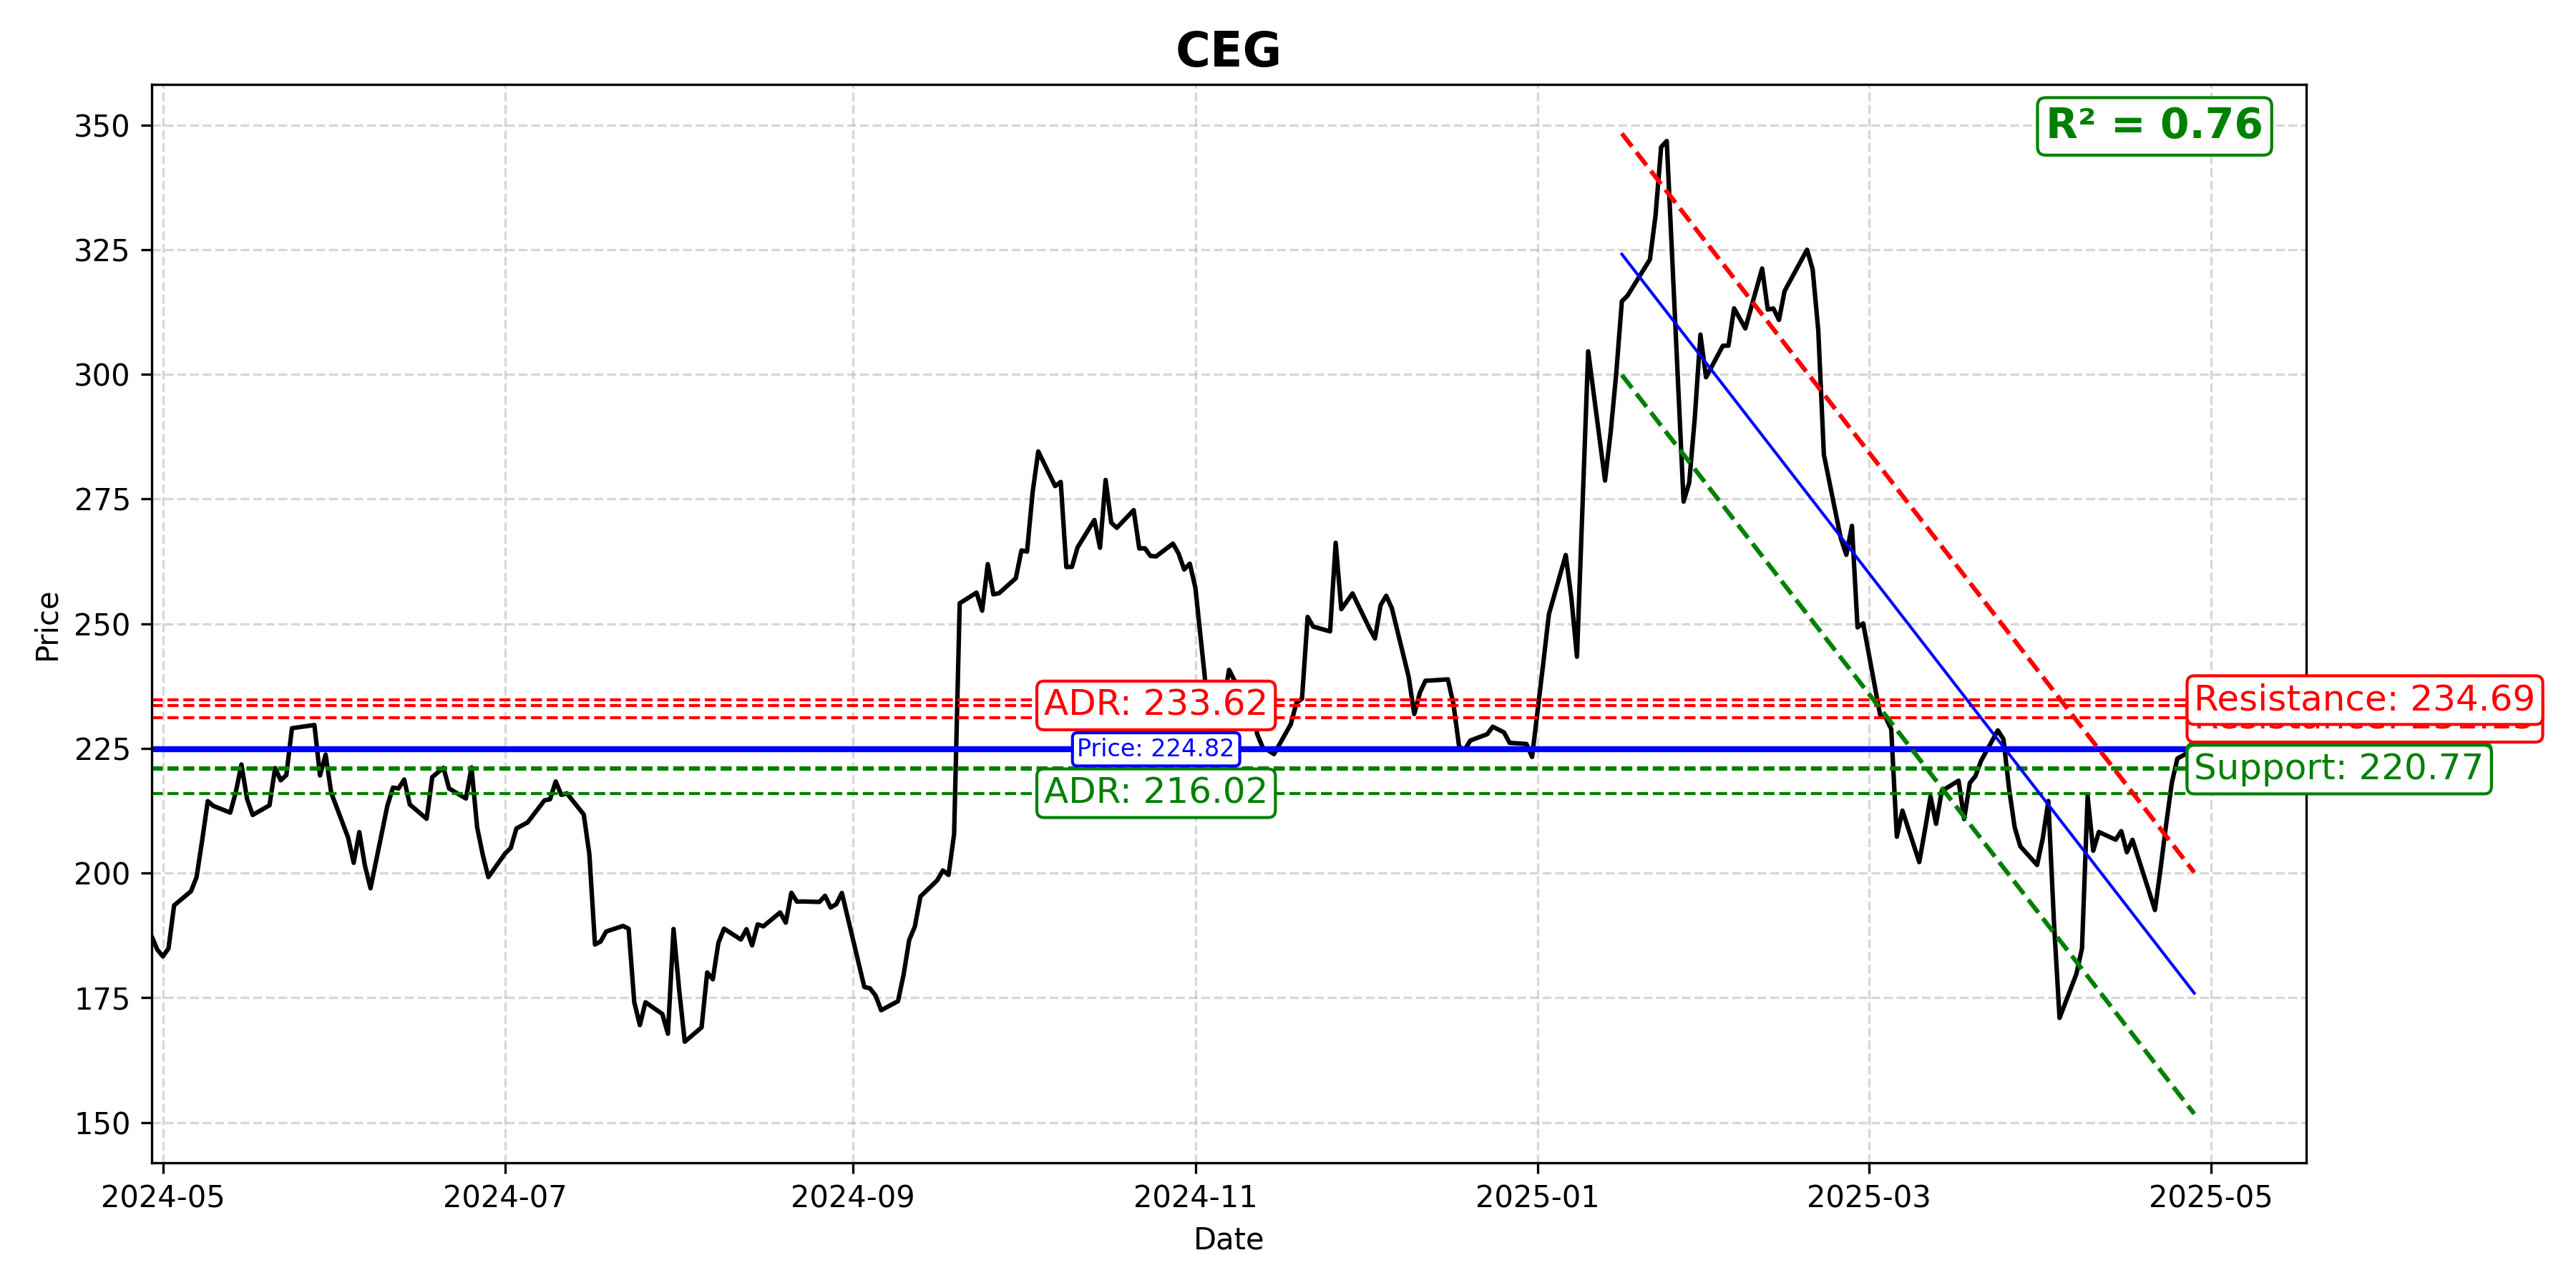 CEG
R² = 0.76
350
325
300
275
250
225
200
175
150
Price
ADR: 233.62
Price: 224.82
ADR: 216.02
Resistance: 234.69
Support: 220.77
2024-05
2024-07
2024-09
2024-11
2025-01
2025-03
2025-05
Date